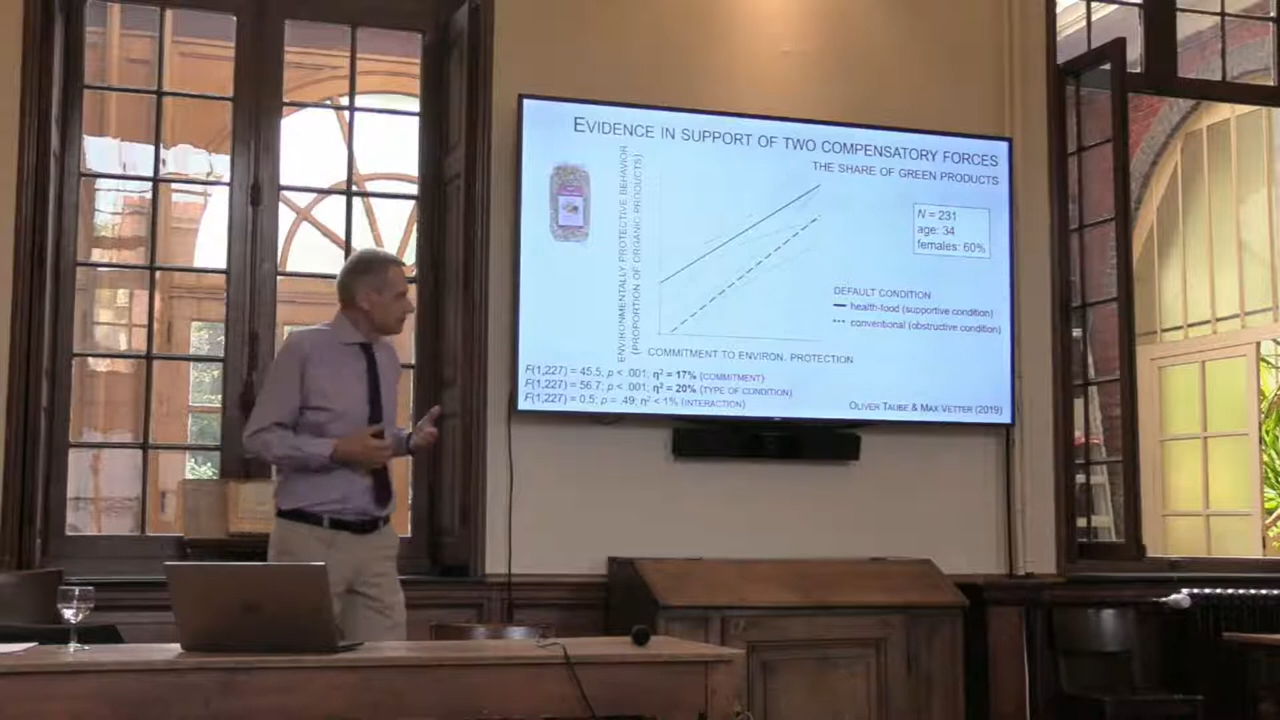 EVIDENCE IN SUPPORT OF TWO COMPENSATORY FORCES
THE SHARE OF GREEN PRODUCTS
ENVIRONMENTALLY PROTECTIVE BEHAVIOR
(PROPORTION OF ORGANIC PRODUCTS)
N = 231
age: 34
females: 60%
DEFAULT CONDITION
health-food (supportive condition)
conventional (obstructive condition)
COMMITMENT TO ENVIRON. PROTECTION
F(1,227) = 45.5; p < .001; η² = 17% (COMMITMENT)
F(1,227) = 56.7; p < .001; η² = 20% (TYPE OF CONDITION)
F(1,227) = 0.5; p = .49; η² < 1% (INTERACTION)
OLIVER TAUBE & MAX VETTER (2019)